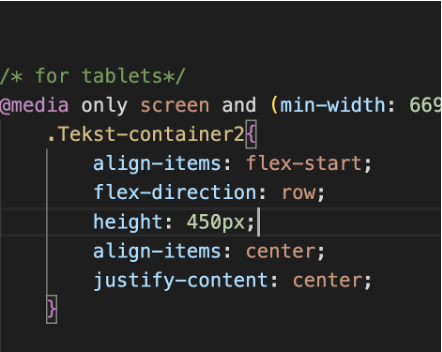 /* for tablets*/
@media only screen and (min-width: 669
.Tekst-container2{
align-items: flex-start;
flex-direction: row;
height: 450px;
align-items: center;
justify-content: center;
}